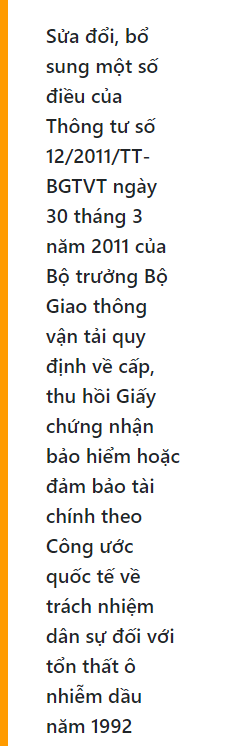 Sửa đổi, bổ
sung một số
điều của
Thông tư số
12/2011/TT-
BGTVT ngày
30 tháng 3
năm 2011 của
Bộ trưởng Bộ
Giao thông
vận tải quy
định về cấp,
thu hồi Giấy
chứng nhận
bảo hiểm hoặc
đảm bảo tài
chính theo
Công ước
quốc tế về
trách nhiệm
dân sự đối với
tổn thất ô
nhiễm dầu
năm 1992